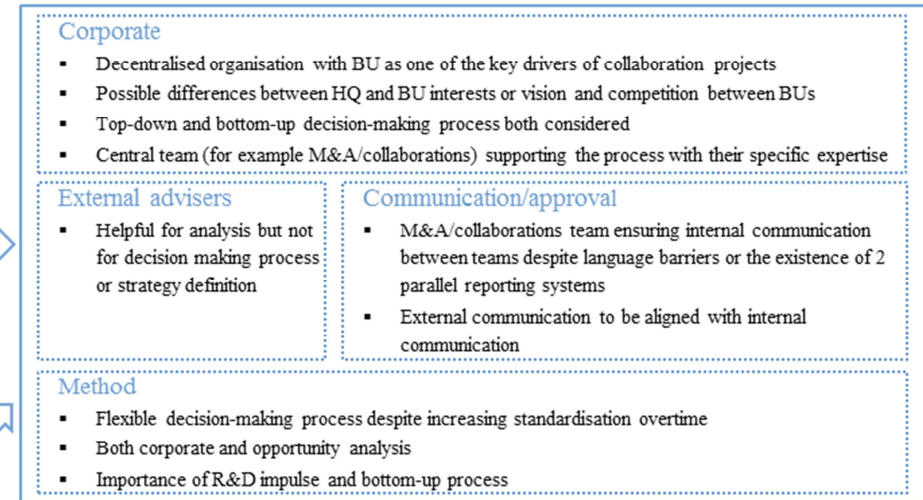 Corporate
▪ Decentralised organisation with BU as one of the key drivers of collaboration projects
▪ Possible differences between HQ and BU interests or vision and competition between BUs
▪ Top-down and bottom-up decision-making process both considered
▪ Central team (for example M&A/collaborations) supporting the process with their specific expertise
External advisers
▪ Helpful for analysis but not
for decision making process
or strategy definition
Communication/approval
▪ M&A/collaborations team ensuring internal communication
between teams despite language barriers or the existence of 2
parallel reporting systems
▪ External communication to be aligned with internal
communication
Method
▪ Flexible decision-making process despite increasing standardisation overtime
▪ Both corporate and opportunity analysis
▪ Importance of R&D impulse and bottom-up process